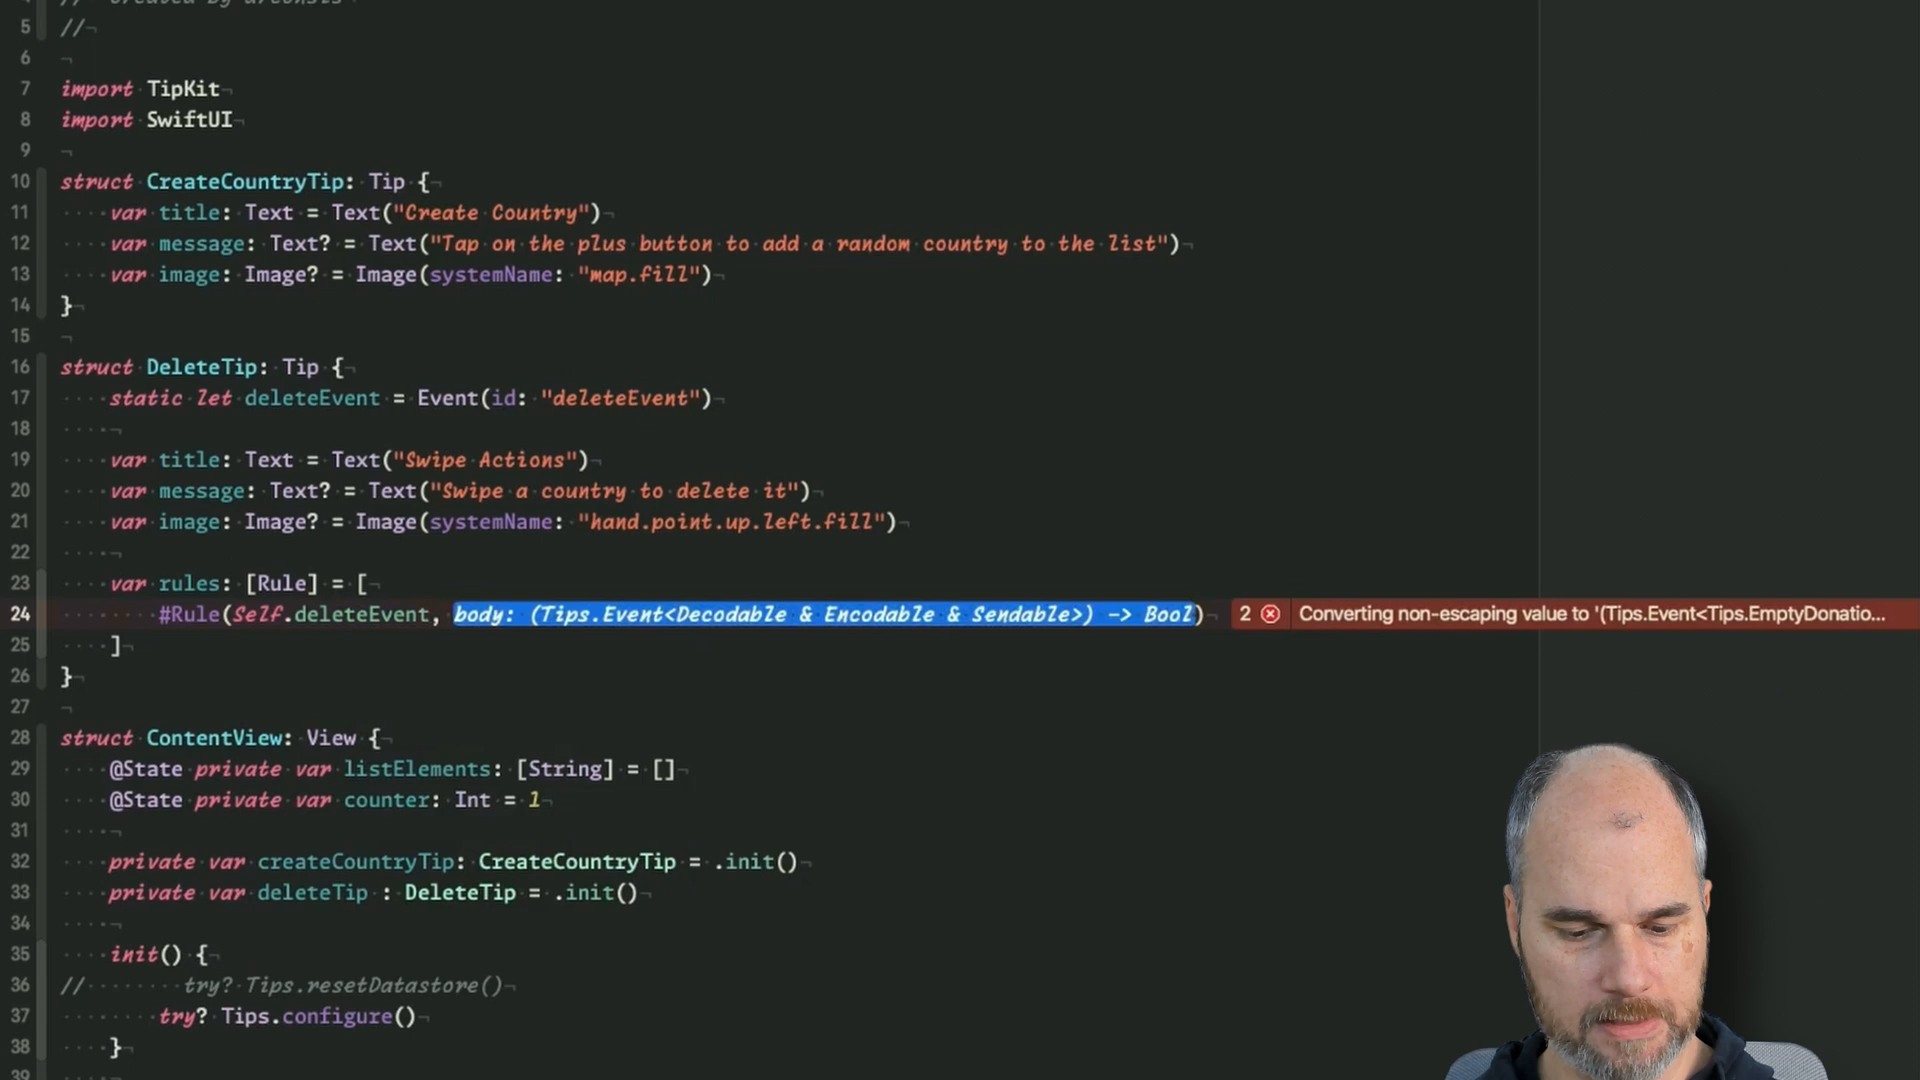 // Created by arconsis
5 //
6
7 import TipKit
8 import SwiftUI
9
10 struct CreateCountryTip: Tip {
11 var title: Text = Text("Create Country")
12 var message: Text? = Text("Tap on the plus button to add a random country to the list")
13 var image: Image? = Image(systemName: "map.fill")
14 }
15
16 struct DeleteTip: Tip {
17 static let deleteEvent = Event(id: "deleteEvent")
18
19 var title: Text = Text("Swipe Actions")
20 var message: Text? = Text("Swipe a country to delete it")
21 var image: Image? = Image(systemName: "hand.point.up.left.fill")
22
23 var rules: [Rule] = [
24 #Rule(Self.deleteEvent, body: (Tips.Event<Decodable & Encodable & Sendable>) -> Bool) 2 Converting non-escaping value to '(Tips.Event<Tips.EmptyDonatio...
25 ]
26 }
27
28 struct ContentView: View {
29 @State private var listElements: [String] = []
30 @State private var counter: Int = 1
31
32 private var createCountryTip: CreateCountryTip = .init()
33 private var deleteTip : DeleteTip = .init()
34
35 init() {
36 // try? Tips.resetDatastore()
37 try? Tips.configure()
38 }
39